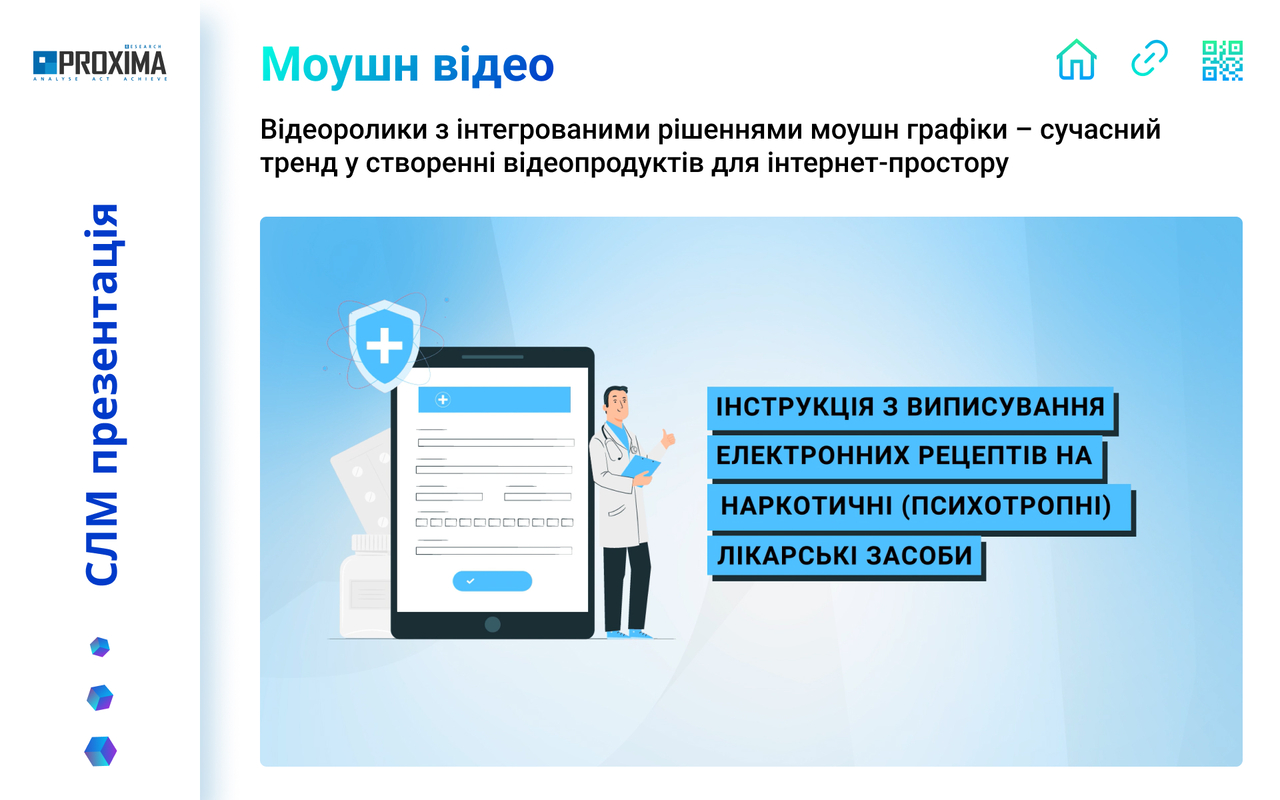 RESEARCH
PROXIMA
ANALYSE ACT ACHIEVE
СЛМ презентація
Моушн відео
Відеоролики з інтегрованими рішеннями моушн графіки – сучасний
тренд у створенні відеопродуктів для інтернет-простору
ІНСТРУКЦІЯ З ВИПИСУВАННЯ
ЕЛЕКТРОННИХ РЕЦЕПТІВ НА
НАРКОТИЧНІ (ПСИХОТРОПНІ)
ЛІКАРСЬКІ ЗАСОБИ